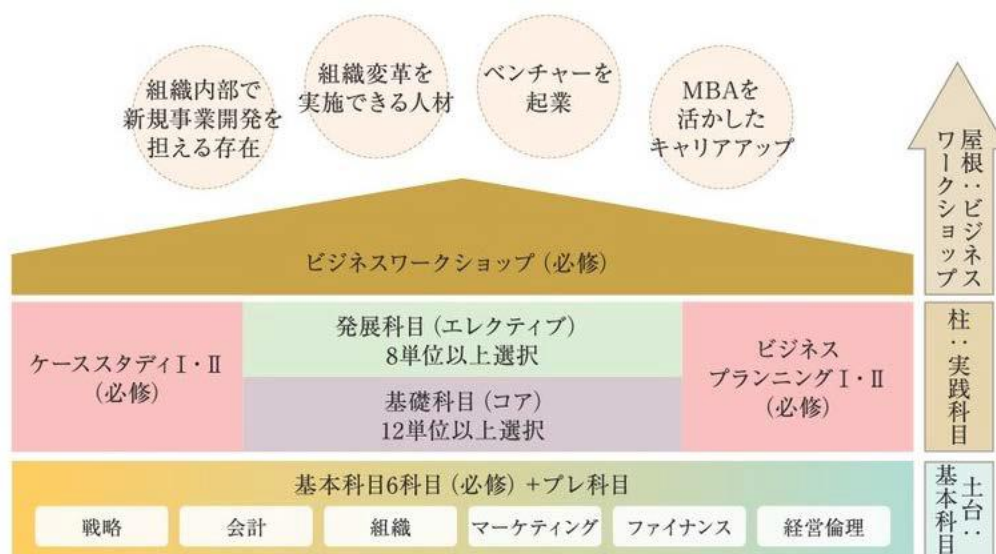 組織内部で
新規事業開発を
担える存在
組織変革を
実施できる人材
ベンチャーを
起業
MBAを
活かした
キャリアアップ
屋根：ビジネス
ワークショップ
ビジネスワークショップ（必修）
ケーススタディⅠ・Ⅱ
（必修）
発展科目（エレクティブ）
8単位以上選択
基礎科目（コア）
12単位以上選択
ビジネス
プランニングⅠ・Ⅱ
（必修）
柱：実践科目
基本科目6科目（必修）+プレ科目
戦略
会計
組織
マーケティング
ファイナンス
経営倫理
土台：
基本科目